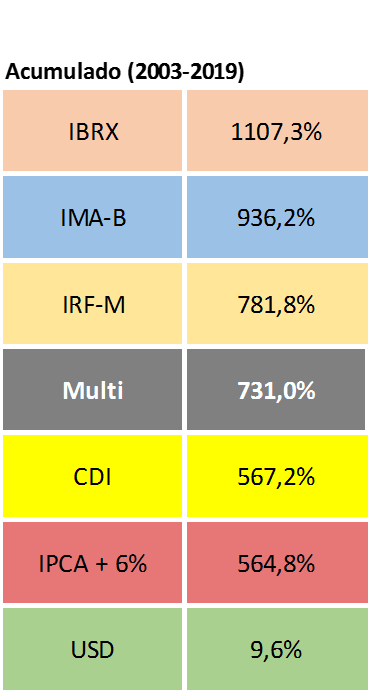 Acumulado (2003-2019)
IBRX 1107,3%
IMA-B 936,2%
IRF-M 781,8%
Multi 731,0%
CDI 567,2%
IPCA + 6% 564,8%
USD 9,6%